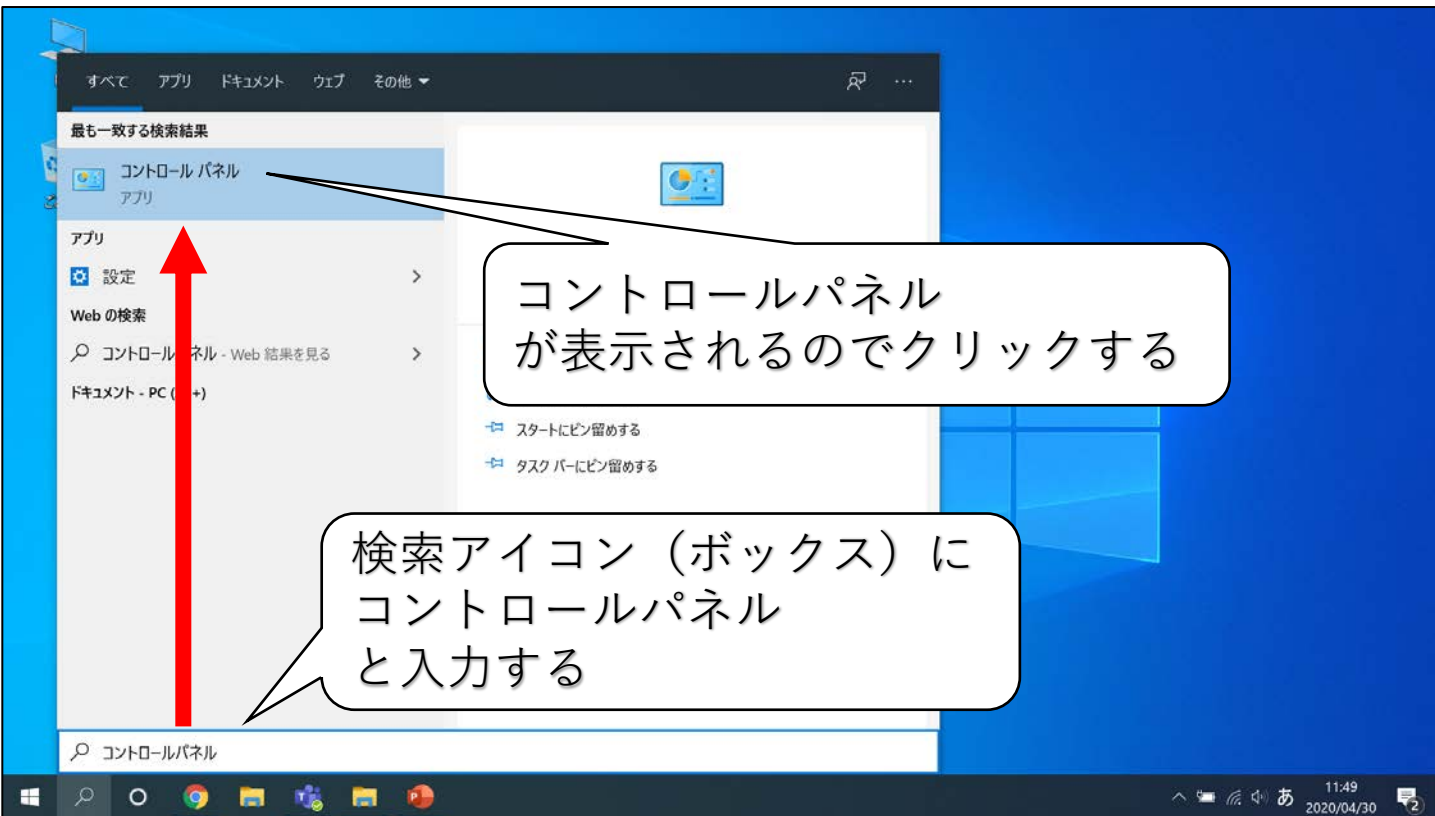 すべて アプリ ドキュメント ウェブ その他
最も一致する検索結果
コントロール パネル
アプリ
アプリ
設定
Web の検索
コントロール ネル - Web 結果を見る
ドキュメント - PC ( +)
コントロールパネル
が表示されるのでクリックする
スタートにピン留めする
タスク バーにピン留めする
検索アイコン（ボックス）に
コントロールパネル
と入力する
コントロールパネル
あ
11:49
2020/04/30
2